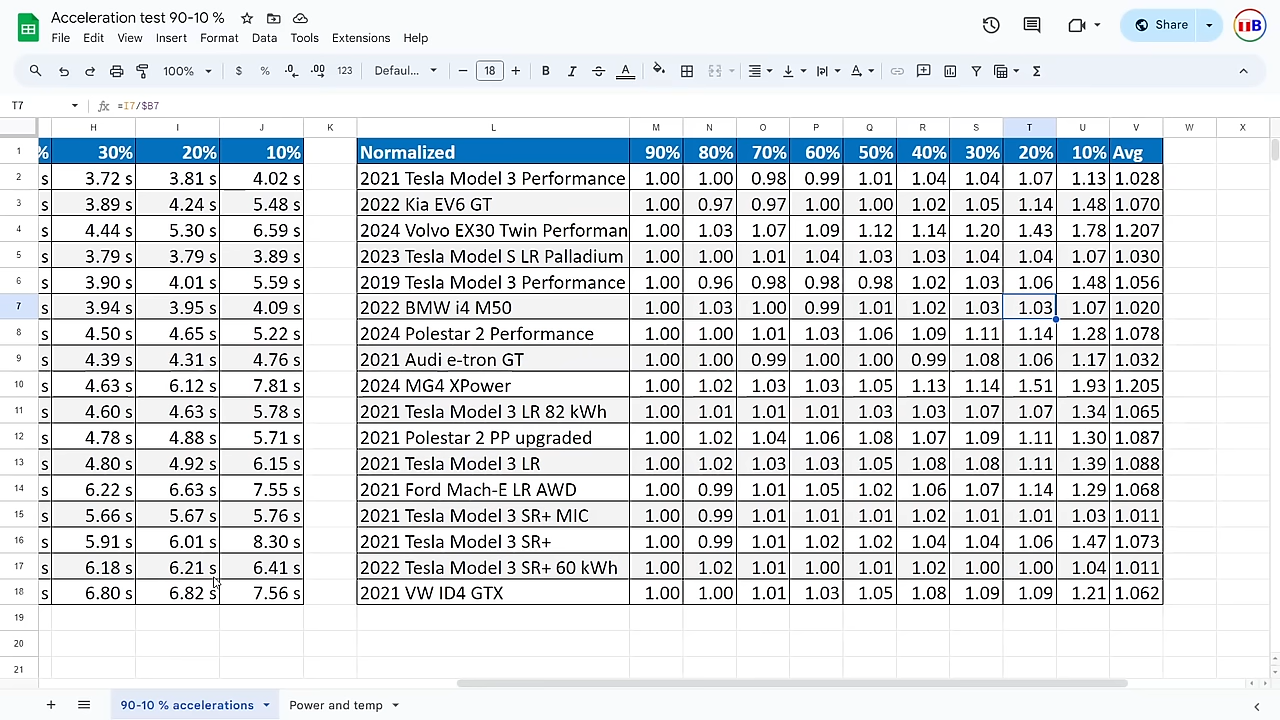 Acceleration test 90-10 %
File Edit View Insert Format Data Tools Extensions Help
Share
100% $ % .0 .00 123 Defaul... 18 B I A
T7 fx =I7/$B7
H I J K L M N O P Q R S T U V W X
1 % 30% 20% 10% Normalized 90% 80% 70% 60% 50% 40% 30% 20% 10% Avg
2 s 3.72 s 3.81 s 4.02 s 2021 Tesla Model 3 Performance 1.00 1.00 0.98 0.99 1.01 1.04 1.04 1.07 1.13 1.028
3 s 3.89 s 4.24 s 5.48 s 2022 Kia EV6 GT 1.00 0.97 0.97 1.00 1.00 1.02 1.05 1.14 1.48 1.070
4 s 4.44 s 5.30 s 6.59 s 2024 Volvo EX30 Twin Performan 1.00 1.03 1.07 1.09 1.12 1.14 1.20 1.43 1.78 1.207
5 s 3.79 s 3.79 s 3.89 s 2023 Tesla Model S LR Palladium 1.00 1.00 1.01 1.04 1.03 1.03 1.04 1.04 1.07 1.030
6 s 3.90 s 4.01 s 5.59 s 2019 Tesla Model 3 Performance 1.00 0.96 0.98 0.98 0.98 1.02 1.03 1.06 1.48 1.056
7 s 3.94 s 3.95 s 4.09 s 2022 BMW i4 M50 1.00 1.03 1.00 0.99 1.01 1.02 1.03 1.03 1.07 1.020
8 s 4.50 s 4.65 s 5.22 s 2024 Polestar 2 Performance 1.00 1.00 1.01 1.03 1.06 1.09 1.11 1.14 1.28 1.078
9 s 4.39 s 4.31 s 4.76 s 2021 Audi e-tron GT 1.00 1.00 0.99 1.00 1.00 0.99 1.08 1.06 1.17 1.032
10 s 4.63 s 6.12 s 7.81 s 2024 MG4 XPower 1.00 1.02 1.03 1.03 1.05 1.13 1.14 1.51 1.93 1.205
11 s 4.60 s 4.63 s 5.78 s 2021 Tesla Model 3 LR 82 kWh 1.00 1.01 1.01 1.01 1.03 1.03 1.07 1.07 1.34 1.065
12 s 4.78 s 4.88 s 5.71 s 2021 Polestar 2 PP upgraded 1.00 1.02 1.04 1.06 1.08 1.07 1.09 1.11 1.30 1.087
13 s 4.80 s 4.92 s 6.15 s 2021 Tesla Model 3 LR 1.00 1.02 1.03 1.03 1.05 1.08 1.08 1.11 1.39 1.088
14 s 6.22 s 6.63 s 7.55 s 2021 Ford Mach-E LR AWD 1.00 0.99 1.01 1.05 1.02 1.06 1.07 1.14 1.29 1.068
15 s 5.66 s 5.67 s 5.76 s 2021 Tesla Model 3 SR+ MIC 1.00 0.99 1.01 1.01 1.01 1.02 1.01 1.01 1.03 1.011
16 s 5.91 s 6.01 s 8.30 s 2021 Tesla Model 3 SR+ 1.00 0.99 1.01 1.02 1.02 1.04 1.04 1.06 1.47 1.073
17 s 6.18 s 6.21 s 6.41 s 2022 Tesla Model 3 SR+ 60 kWh 1.00 1.02 1.01 1.00 1.01 1.02 1.00 1.00 1.04 1.011
18 s 6.80 s 6.82 s 7.56 s 2021 VW ID4 GTX 1.00 1.00 1.01 1.03 1.05 1.08 1.09 1.09 1.21 1.062
19
20
21
90-10 % accelerations Power and temp